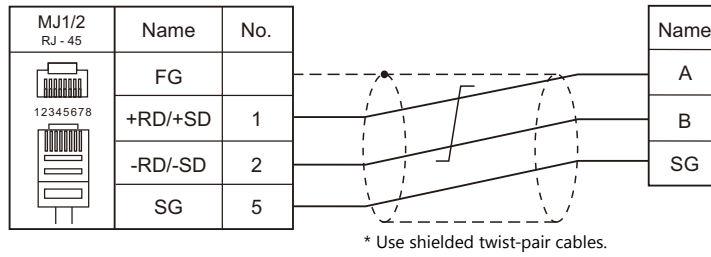 MJ1/2 Name No. Name
RJ - 45
FG A
12345678
+RD/+SD 1 B
-RD/-SD 2 SG
SG 5
* Use shielded twist-pair cables.